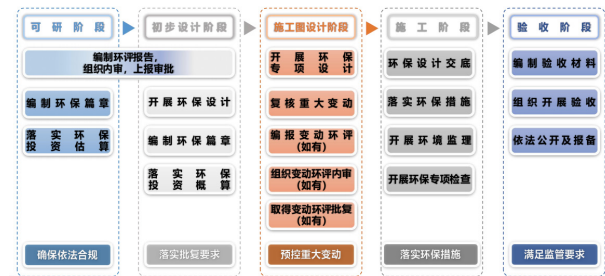 可研阶段
初步设计阶段
施工图设计阶段
施工阶段
验收阶段
编制环评报告，
组织内审，上报审批
编制环保篇章
落实环保
投资估算
确保依法合规
开展环保设计
编制环保篇章
落实环保
投资概算
落实批复要求
开展环保
专项设计
复核重大变动
编报变动环评
(如有)
组织变动环评内审
(如有)
取得变动环评批复
(如有)
预控重大变动
环保设计交底
落实环保措施
开展环境监理
开展环保专项检查
落实环保措施
编制验收材料
组织开展验收
依法公开及报备
满足监管要求